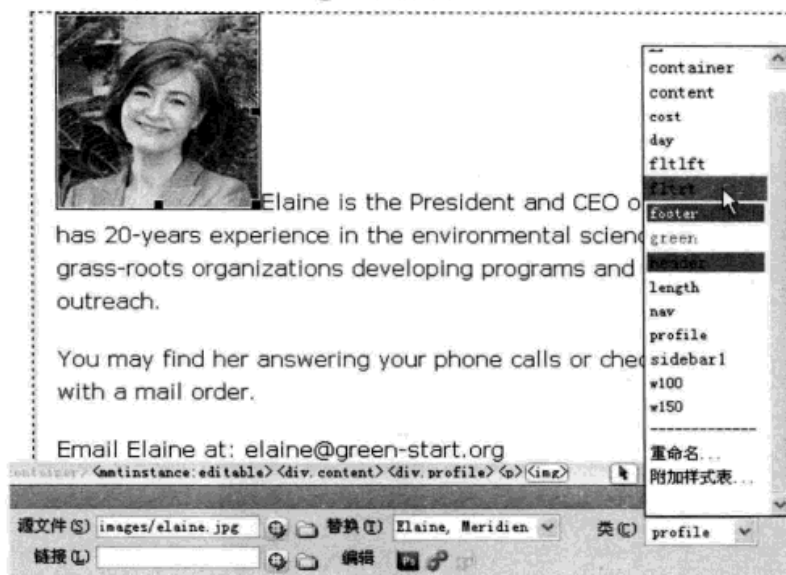 Elaine is the President and CEO o
has 20-years experience in the environmental scienc
grass-roots organizations developing programs and
outreach.
You may find her answering your phone calls or chec
with a mail order.
Email Elaine at: elaine@green-start.org
container
content
cost
day
fltlft
fltrt
footer
green
header
length
nav
profile
sidebar1
w100
w150
重命名...
附加样式表...
<mmtinstance:editable> <div.content> <div.profile> <p> <img>
源文件(S) images/elaine.jpg 替换(T) Elaine, Meridien 类(C) profile
链接(L) 编辑 Ps